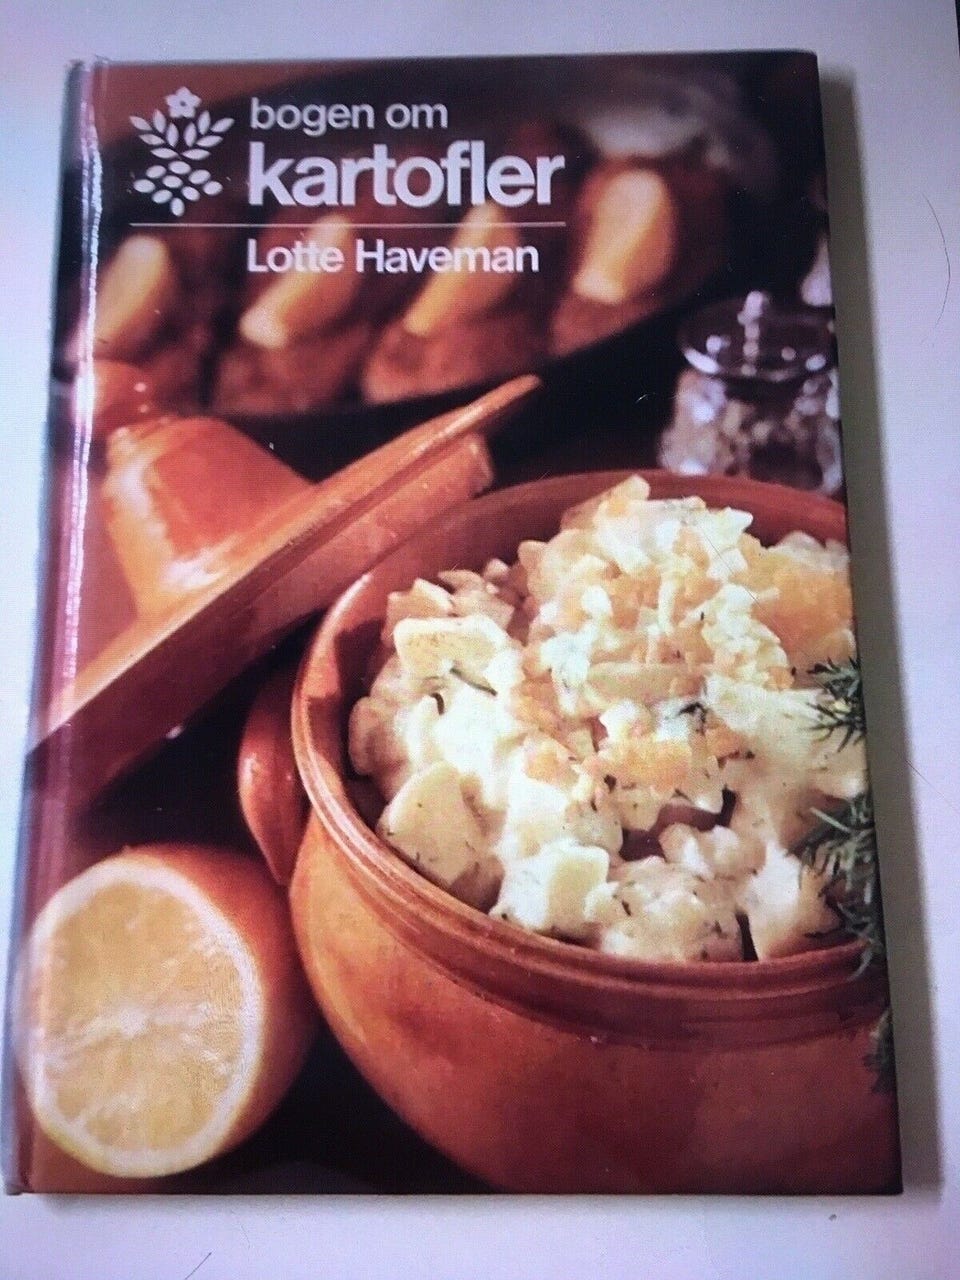 bogen om
kartofler
Lotte Haveman